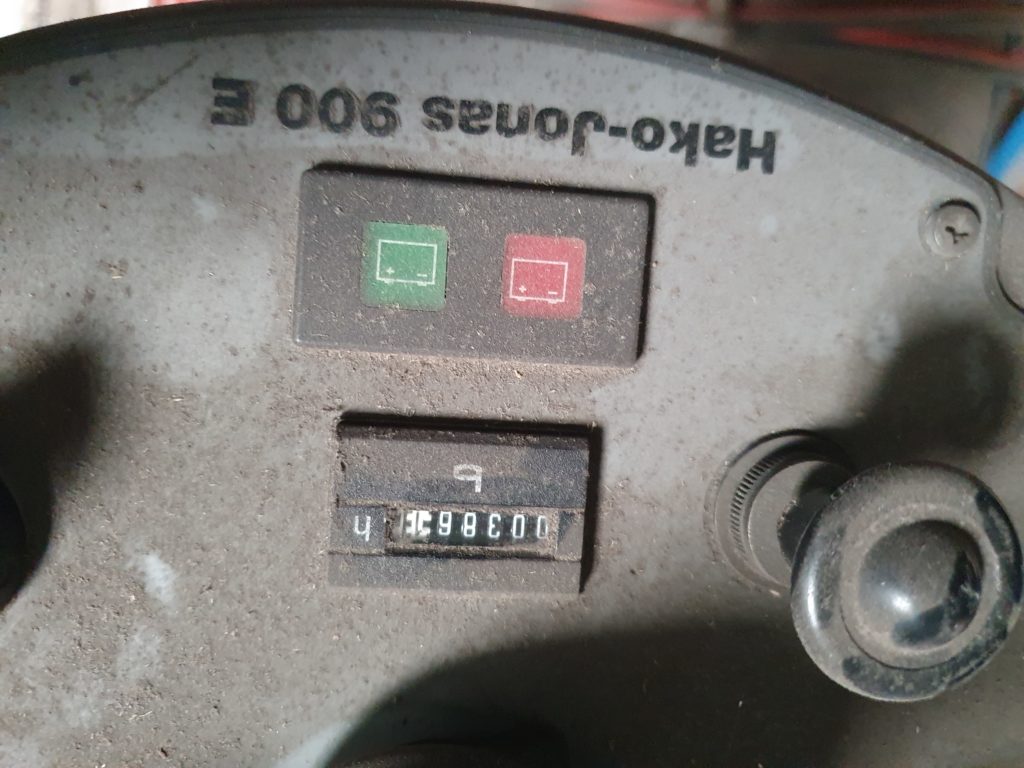 Hako-Jonas 900 E
+ -
+ -
h